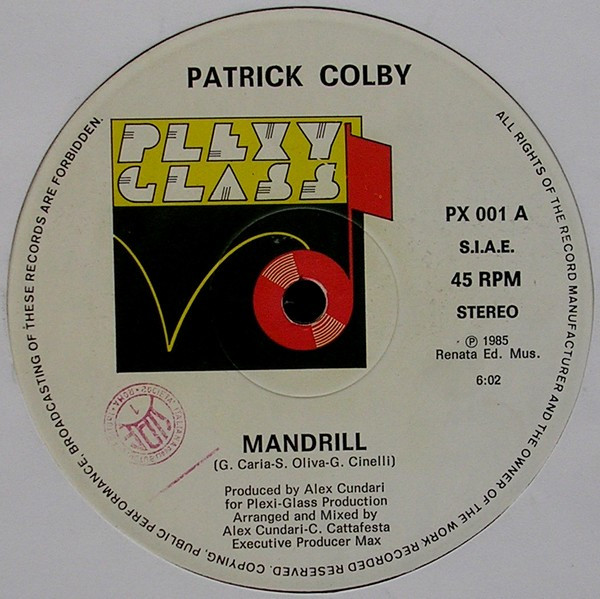 PATRICK COLBY
PLEXY
GLASS
PX 001 A
S.I.A.E.
45 RPM
STEREO
Ⓟ 1985
Renata Ed. Mus.
6:02
MANDRILL
(G. Caria-S. Oliva-G. Cinelli)
Produced by Alex Cundari
for Plexi-Glass Production
Arranged and Mixed by
Alex Cundari-C. Cattafesta
Executive Producer Max
ALL RIGHTS OF THE RECORD MANUFACTURER AND THE OWNER OF THE WORK RECORDED RESERVED. COPYING, PUBLIC PERFORMANCE, BROADCASTING OF THESE RECORDS ARE FORBIDDEN.
SOCIETA' ITALIANA
ROMA